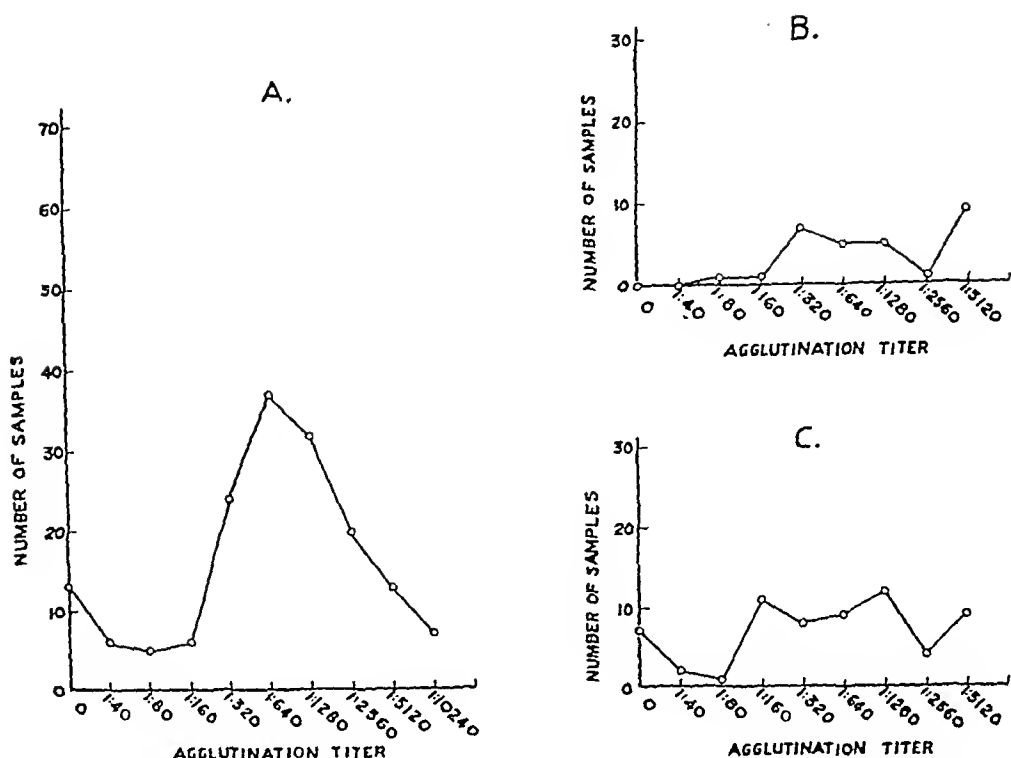 A.
NUMBER OF SAMPLES
70
60
50
40
30
20
10
0
0 1:40 1:80 1:160 1:320 1:640 1:1280 1:2560 1:5120 1:10240
AGGLUTINATION TITER
B.
NUMBER OF SAMPLES
30
20
10
0
0 1:40 1:80 1:160 1:320 1:640 1:1280 1:2560 1:5120
AGGLUTINATION TITER
C.
NUMBER OF SAMPLES
30
20
10
0
0 1:40 1:80 1:160 1:320 1:640 1:1280 1:2560 1:5120
AGGLUTINATION TITER